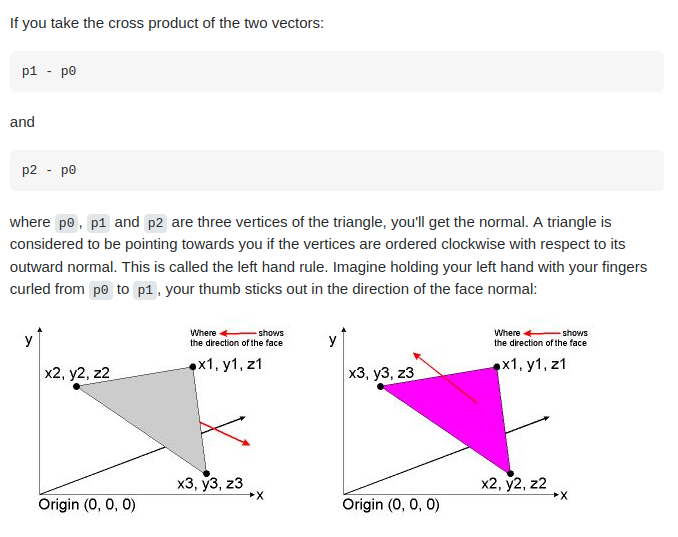 If you take the cross product of the two vectors:
p1 - p0
and
p2 - p0
where p0, p1 and p2 are three vertices of the triangle, you'll get the normal. A triangle is
considered to be pointing towards you if the vertices are ordered clockwise with respect to its
outward normal. This is called the left hand rule. Imagine holding your left hand with your fingers
curled from p0 to p1, your thumb sticks out in the direction of the face normal:
Where shows
the direction of the face
y
x1, y1, z1
x2, y2, z2
x3, y3, z3
x
Origin (0, 0, 0)
Where shows
the direction of the face
y
x1, y1, z1
x3, y3, z3
x2, y2, z2
x
Origin (0, 0, 0)